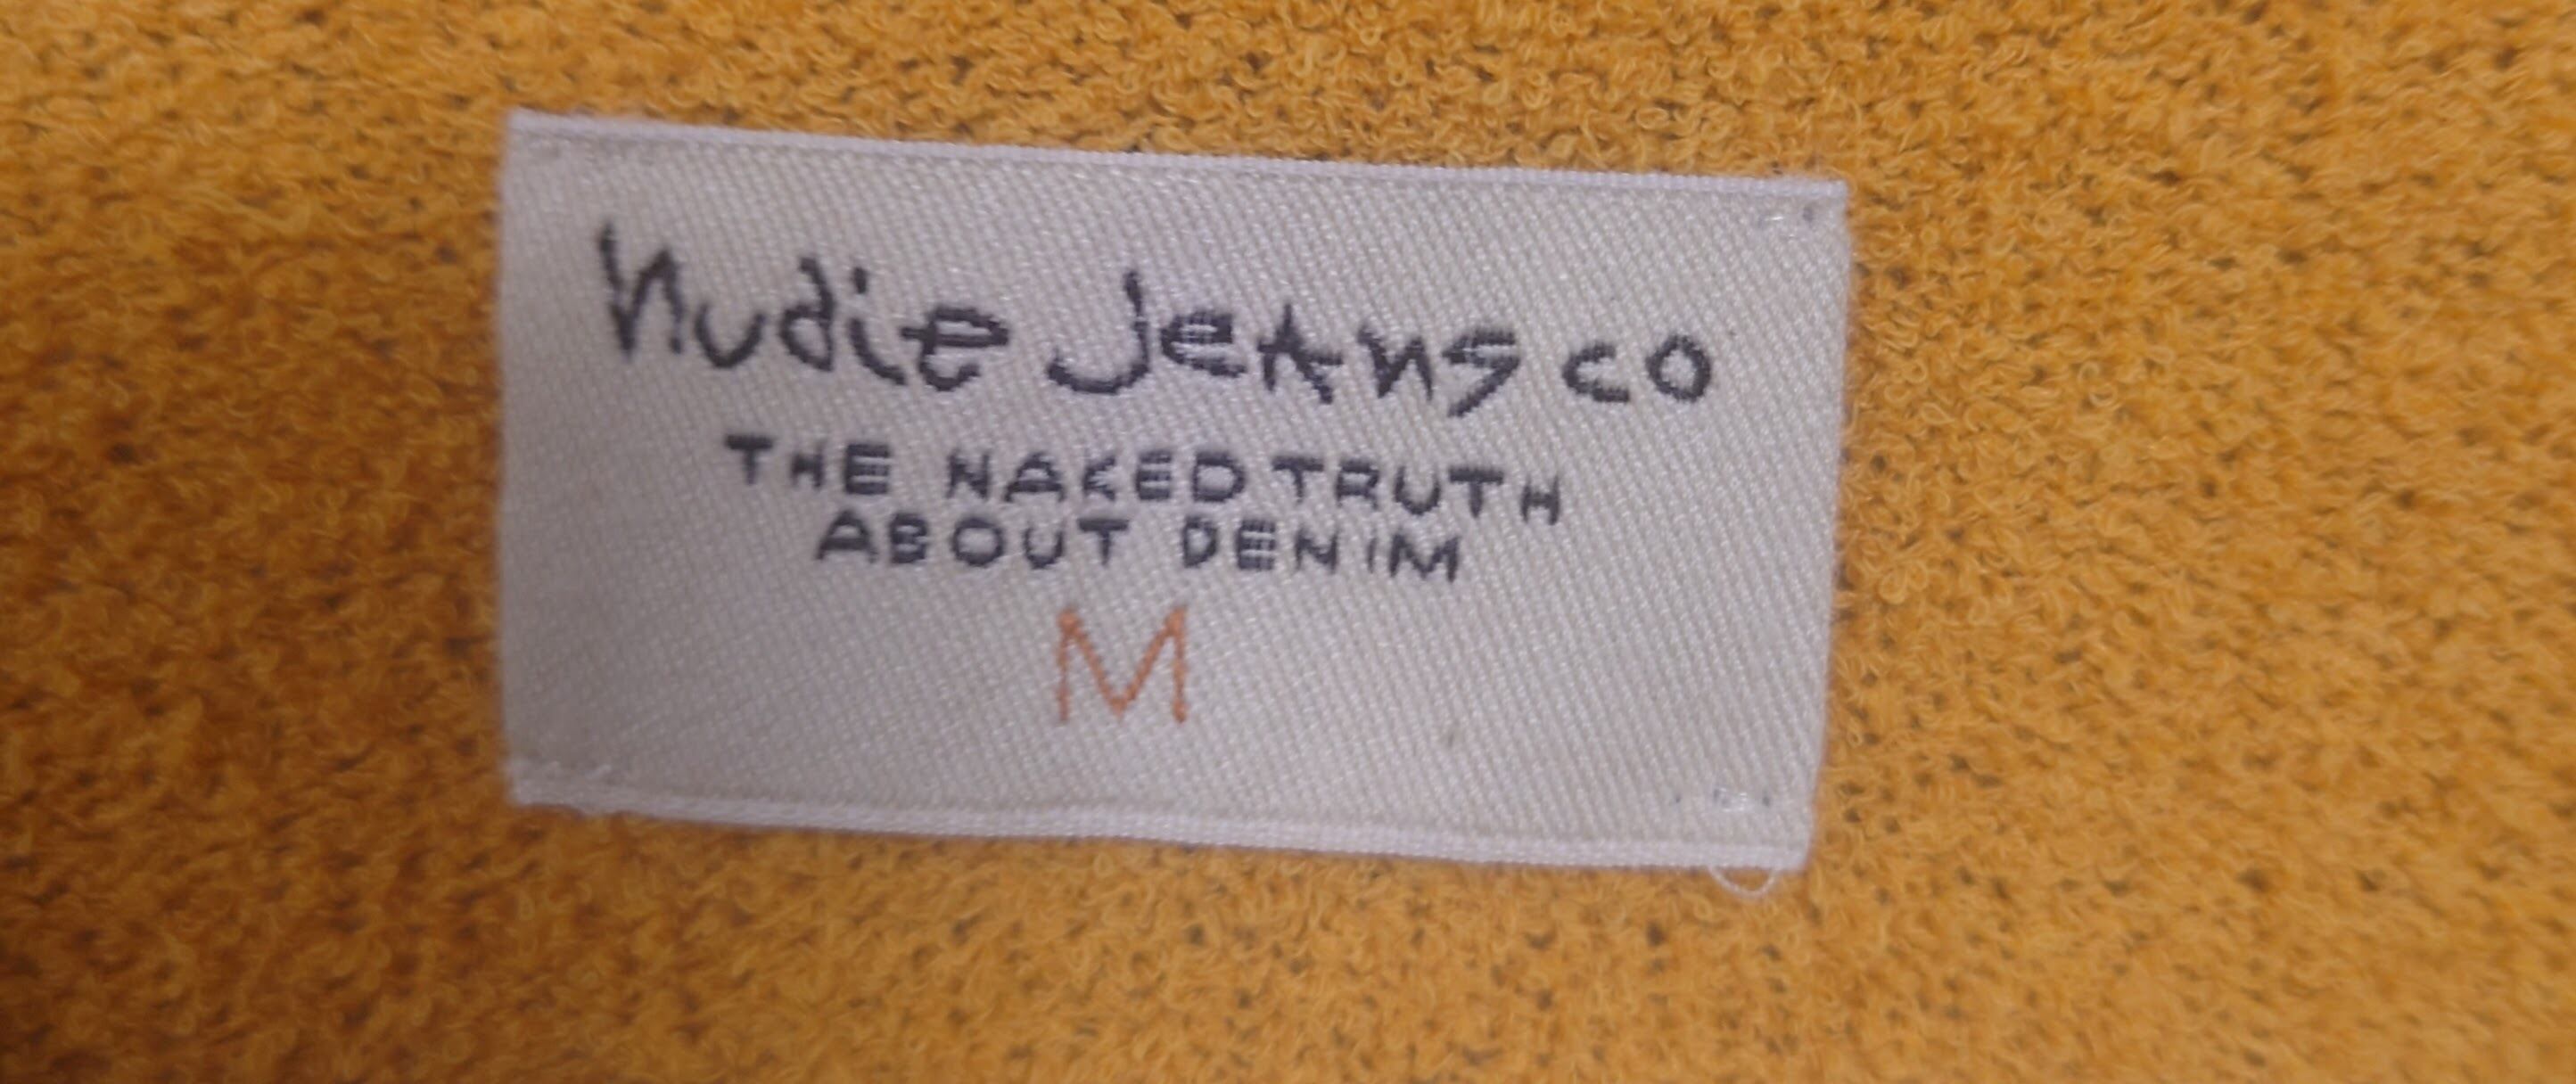 Nudie Jeans co
THE NAKED TRUTH
ABOUT DENIM
M